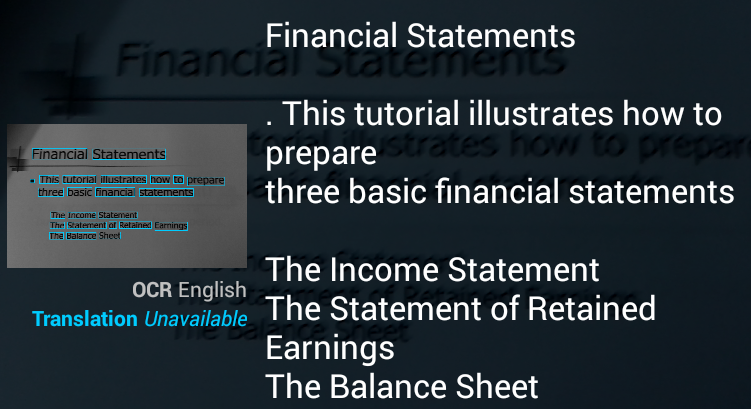 Financial Statements
. This tutorial illustrates how to
prepare
three basic financial statements
The Income Statement
The Statement of Retained
Earnings
The Balance Sheet
Financial Statements
This tutorial illustrates how to prepare
three basic financial statements
The Income Statement
The Statement of Retained Earnings
The Balance Sheet
OCR English
Translation Unavailable